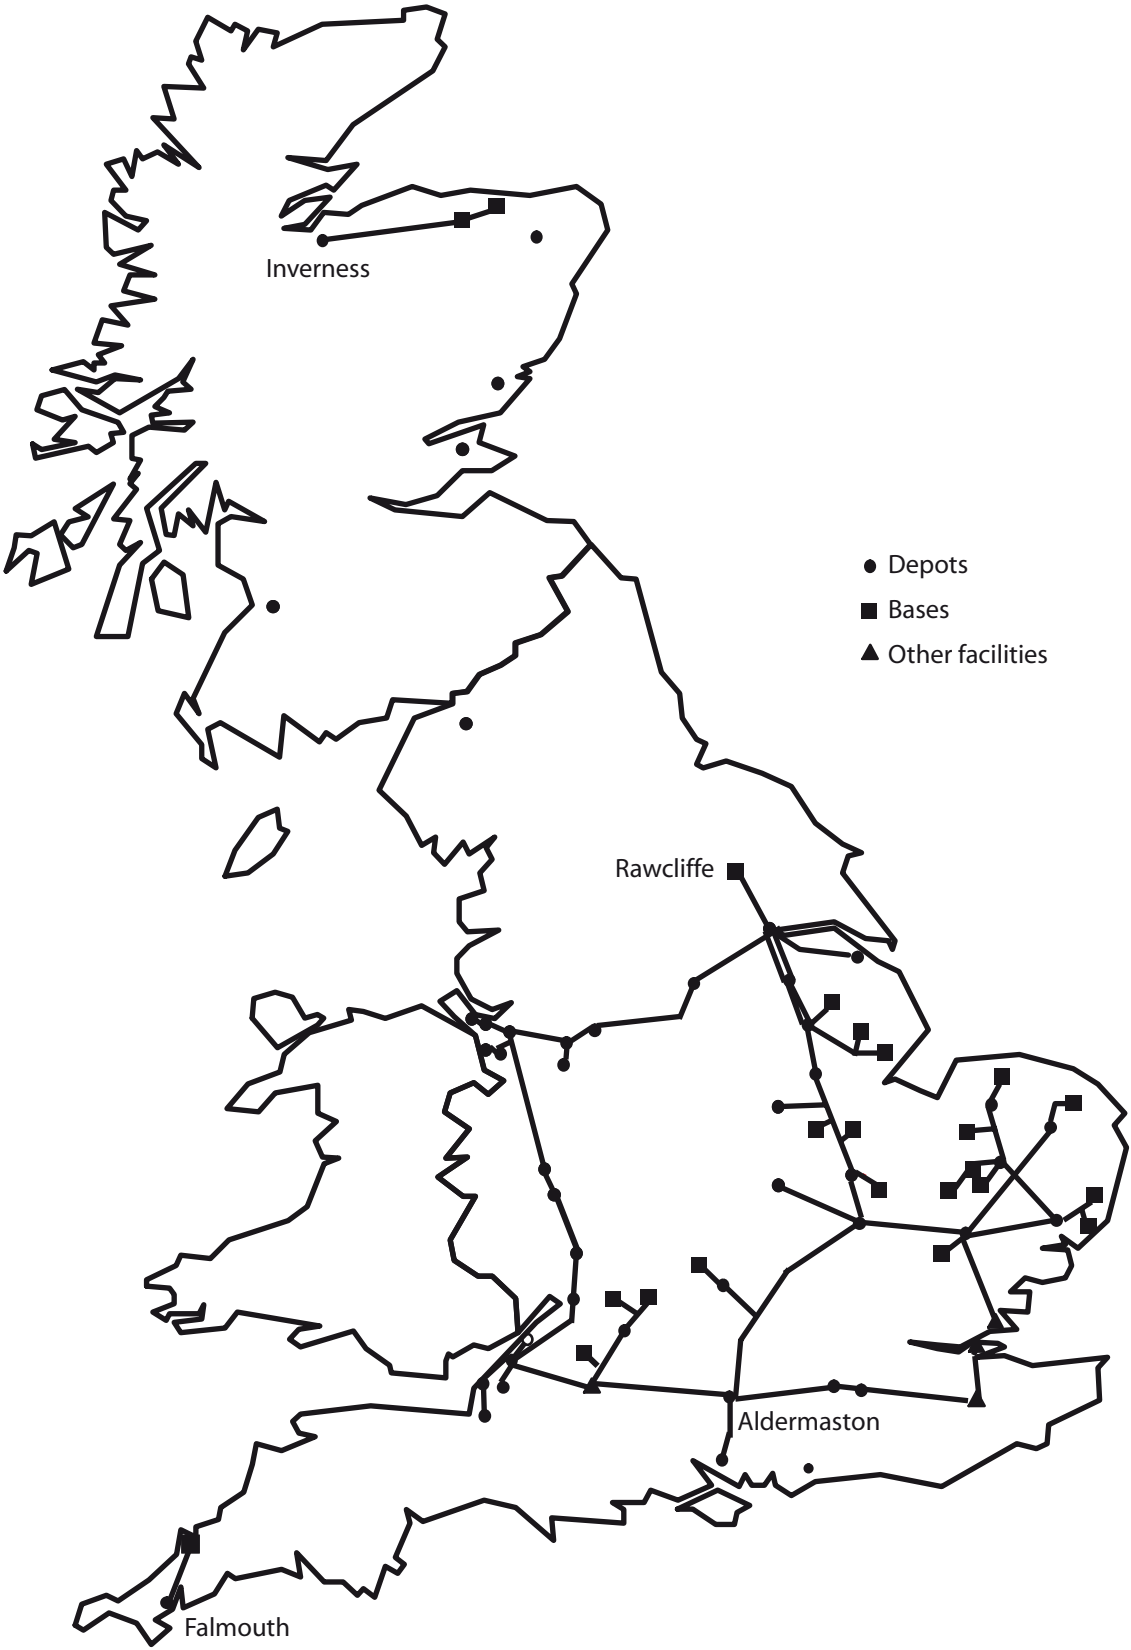 Inverness
Depots
Bases
Other facilities
Rawcliffe
Aldermaston
Falmouth